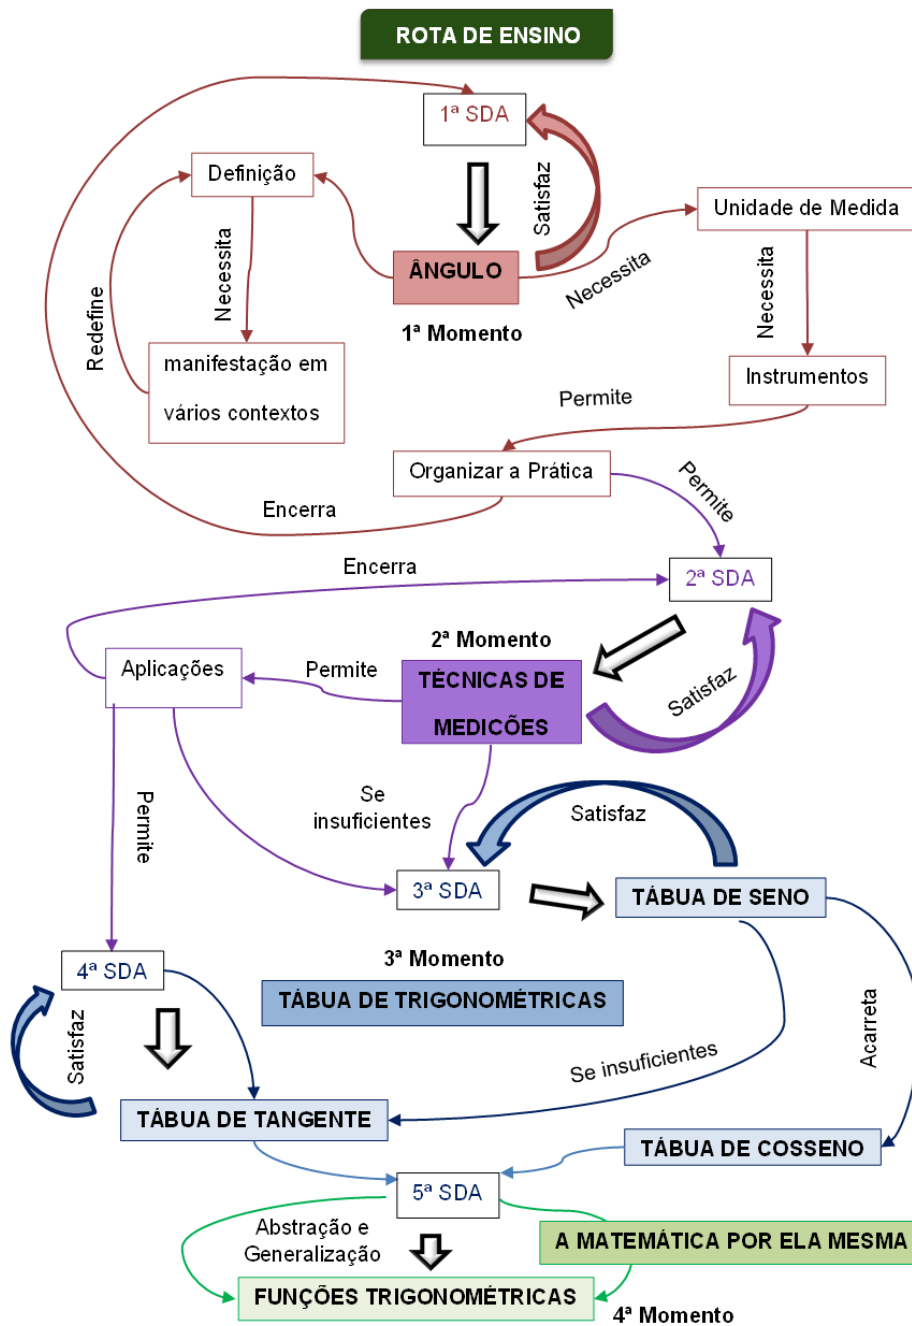 ROTA DE ENSINO
1ª SDA
Satisfaz
Definição
Unidade de Medida
Necessita
ÂNGULO
Necessita
Necessita
Redefine
1ª Momento
manifestação em
vários contextos
Instrumentos
Permite
Organizar a Prática
Permite
Encerra
Encerra
2ª SDA
2ª Momento
Aplicações
Permite
TÉCNICAS DE
MEDICÕES
Satisfaz
Permite
Se
insuficientes
Satisfaz
3ª SDA
TÁBUA DE SENO
3ª Momento
4ª SDA
TÁBUA DE TRIGONOMÉTRICAS
Satisfaz
Acarreta
Se insuficientes
TÁBUA DE TANGENTE
TÁBUA DE COSSENO
5ª SDA
Abstração e
Generalização
A MATEMÁTICA POR ELA MESMA
FUNÇÕES TRIGONOMÉTRICAS
4ª Momento